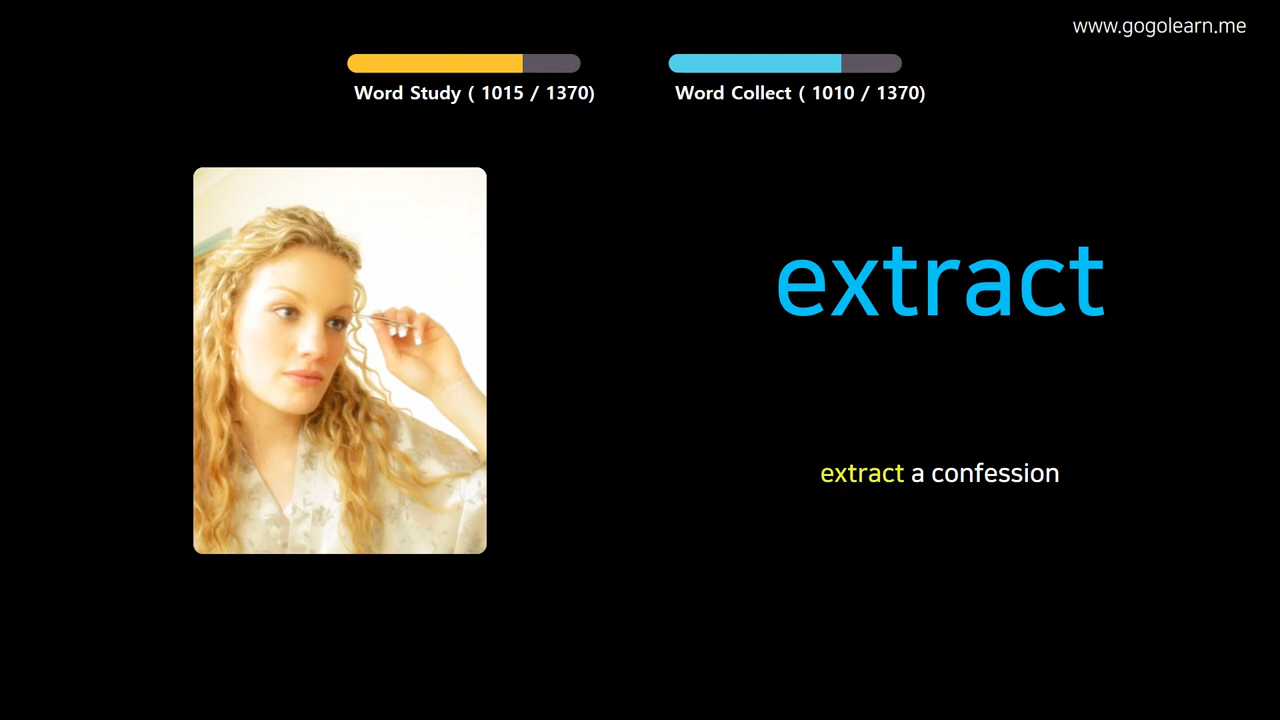 www.gogolearn.me
Word Study ( 1015 / 1370)
Word Collect ( 1010 / 1370)
extract
extract a confession